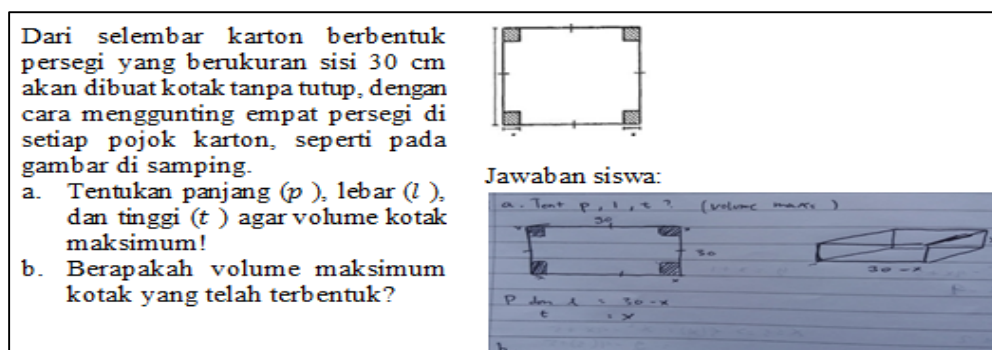 Dari selembar karton berbentuk
persegi yang berukuran sisi 30 cm
akan dibuat kotak tanpa tutup, dengan
cara menggunting empat persegi di
setiap pojok karton, seperti pada
gambar di samping.
a. Tentukan panjang (p ), lebar (l ),
dan tinggi (t ) agar volume kotak
maksimum!
b. Berapakah volume maksimum
kotak yang telah terbentuk?
Jawaban siswa:
a. Tent p, l, t ? (volume maks)
30
30
30-x
P dan l = 30-x
t = x
b